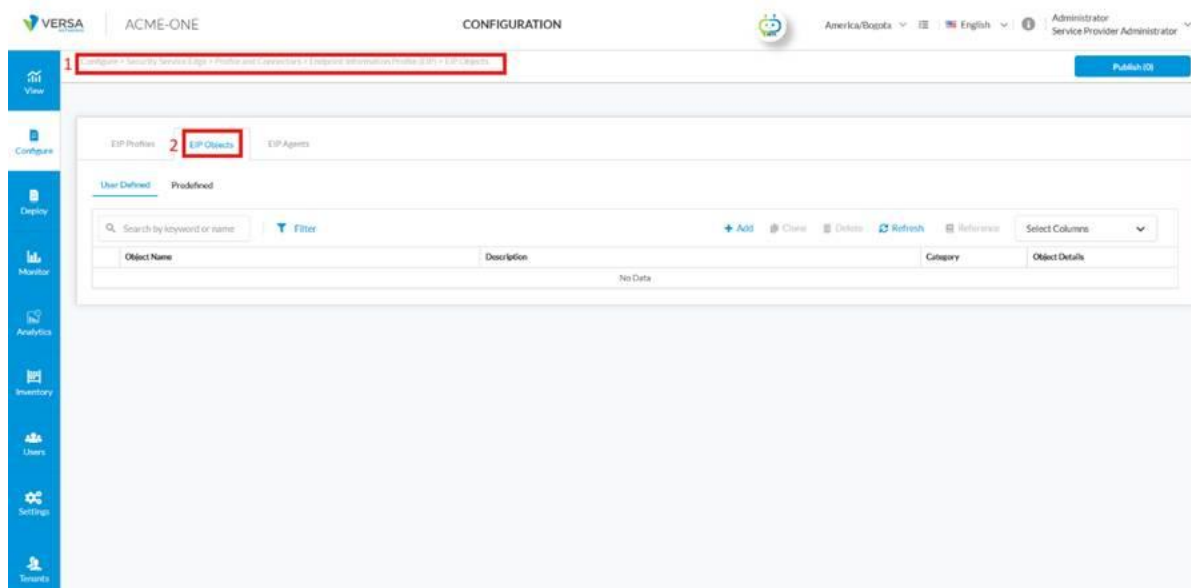 VERSA
NETWORKS
ACME-ONE
CONFIGURATION
America/Bogota
English
Administrator
Service Provider Administrator
1
Configure > Security Service Edge > Profile and Connectors > Endpoint Information Profile (EIP) > EIP Objects
Publish (0)
View
Configure
Deploy
Monitor
Analytics
Inventory
Users
Settings
Tenants
EIP Profiles
2
EIP Objects
EIP Agents
User Defined
Predefined
Search by keyword or name
Filter
+ Add
Clone
Delete
Refresh
Reference
Select Columns
Object Name
Description
Category
Object Details
No Data